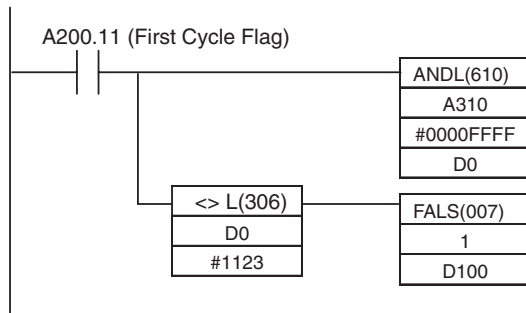 A200.11 (First Cycle Flag)
ANDL(610)
A310
#0000FFFF
D0
<> L(306)
D0
#1123
FALS(007)
1
D100